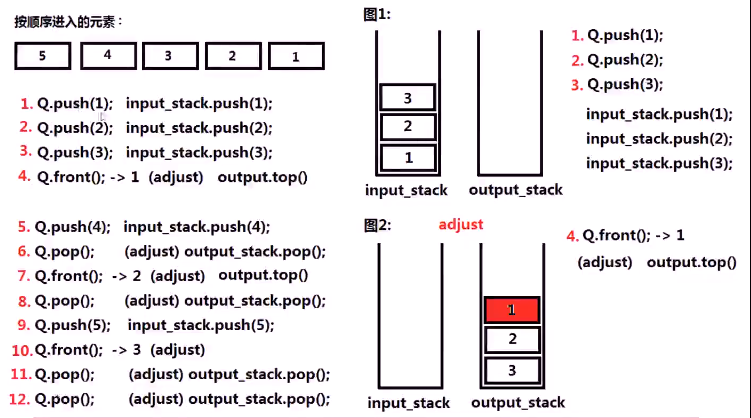 按顺序进入的元素：
5 4 3 2 1
1. Q.push(1); input_stack.push(1);
2. Q.push(2); input_stack.push(2);
3. Q.push(3); input_stack.push(3);
4. Q.front(); -> 1 (adjust) output.top()
5. Q.push(4); input_stack.push(4);
6. Q.pop(); (adjust) output_stack.pop();
7. Q.front(); -> 2 (adjust) output.top()
8. Q.pop(); (adjust) output_stack.pop();
9. Q.push(5); input_stack.push(5);
10. Q.front(); -> 3 (adjust)
11. Q.pop(); (adjust) output_stack.pop();
12. Q.pop(); (adjust) output_stack.pop();
图1:
3
2
1
input_stack output_stack
1. Q.push(1);
2. Q.push(2);
3. Q.push(3);
input_stack.push(1);
input_stack.push(2);
input_stack.push(3);
图2: adjust
1
2
3
input_stack output_stack
4. Q.front(); -> 1
(adjust) output.top()